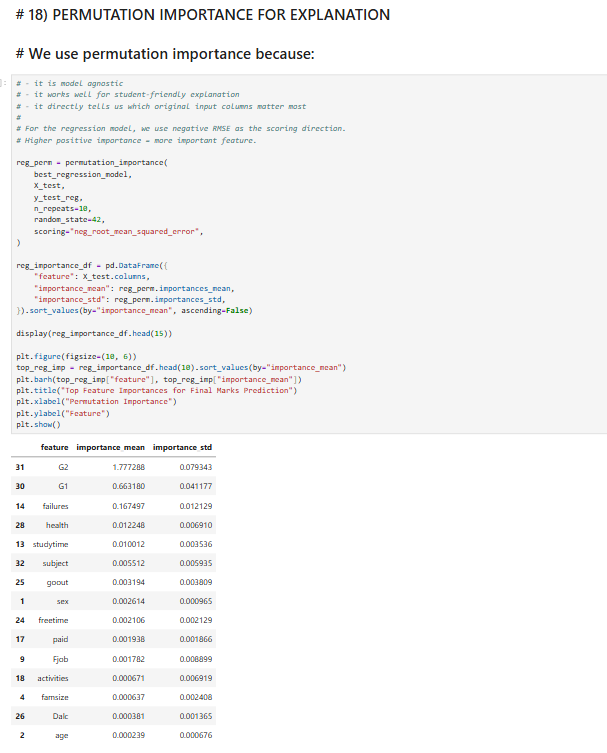 # 18) PERMUTATION IMPORTANCE FOR EXPLANATION
# We use permutation importance because:
]:
# - it is model agnostic
# - it works well for student-friendly explanation
# - it directly tells us which original input columns matter most
#
# For the regression model, we use negative RMSE as the scoring direction.
# Higher positive importance = more important feature.
reg_perm = permutation_importance(
    best_regression_model,
    X_test,
    y_test_reg,
    n_repeats=10,
    random_state=42,
    scoring="neg_root_mean_squared_error",
)
reg_importance_df = pd.DataFrame({
    "feature": X_test.columns,
    "importance_mean": reg_perm.importances_mean,
    "importance_std": reg_perm.importances_std,
}).sort_values(by="importance_mean", ascending=False)
display(reg_importance_df.head(15))
plt.figure(figsize=(10, 6))
top_reg_imp = reg_importance_df.head(10).sort_values(by="importance_mean")
plt.barh(top_reg_imp["feature"], top_reg_imp["importance_mean"])
plt.title("Top Feature Importances for Final Marks Prediction")
plt.xlabel("Permutation Importance")
plt.ylabel("Feature")
plt.show()
feature importance_mean importance_std
31 G2 1.777288 0.079343
30 G1 0.663180 0.041177
14 failures 0.167497 0.012129
28 health 0.012248 0.006910
13 studytime 0.010012 0.003536
32 subject 0.005512 0.005935
25 goout 0.003194 0.003809
1 sex 0.002614 0.000965
24 freetime 0.002106 0.002129
17 paid 0.001938 0.001866
9 Fjob 0.001782 0.008899
18 activities 0.000671 0.006919
4 famsize 0.000637 0.002408
26 Dalc 0.000381 0.001365
2 age 0.000239 0.000676